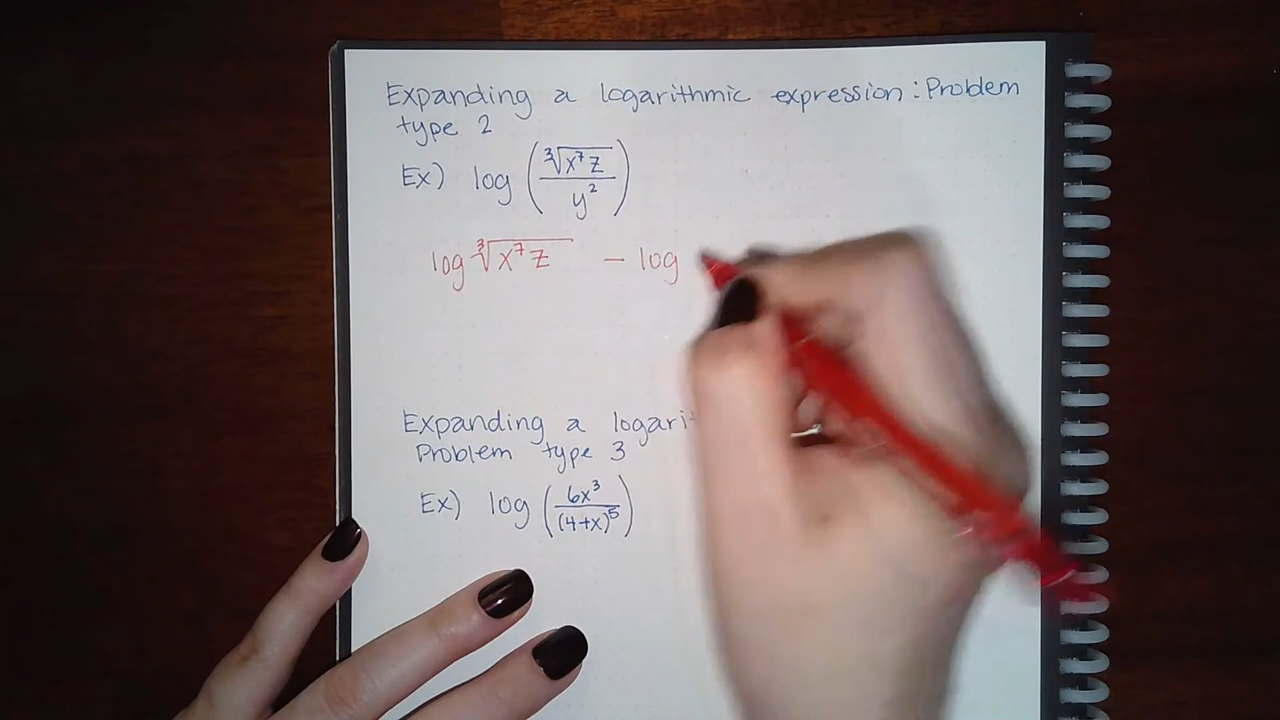 Expanding a logarithmic expression: Problem
type 2
Ex) log (∛(x⁷z) / y²)
log ∛(x⁷z) – log
Expanding a logarit
Problem type 3
Ex) log (6x³ / (4+x)⁵)